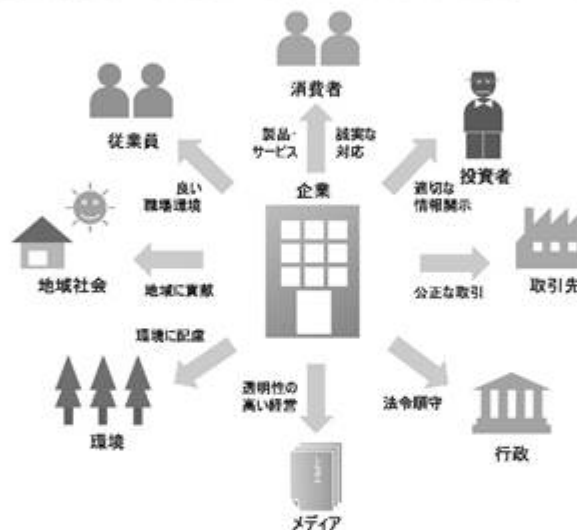 消費者
従業員
製品・
サービス
誠実な
対応
投資者
良い
職場環境
企業
適切な
情報開示
地域社会
地域に貢献
公正な取引
取引先
環境に配慮
環境
透明性の
高い経営
法令順守
行政
メディア